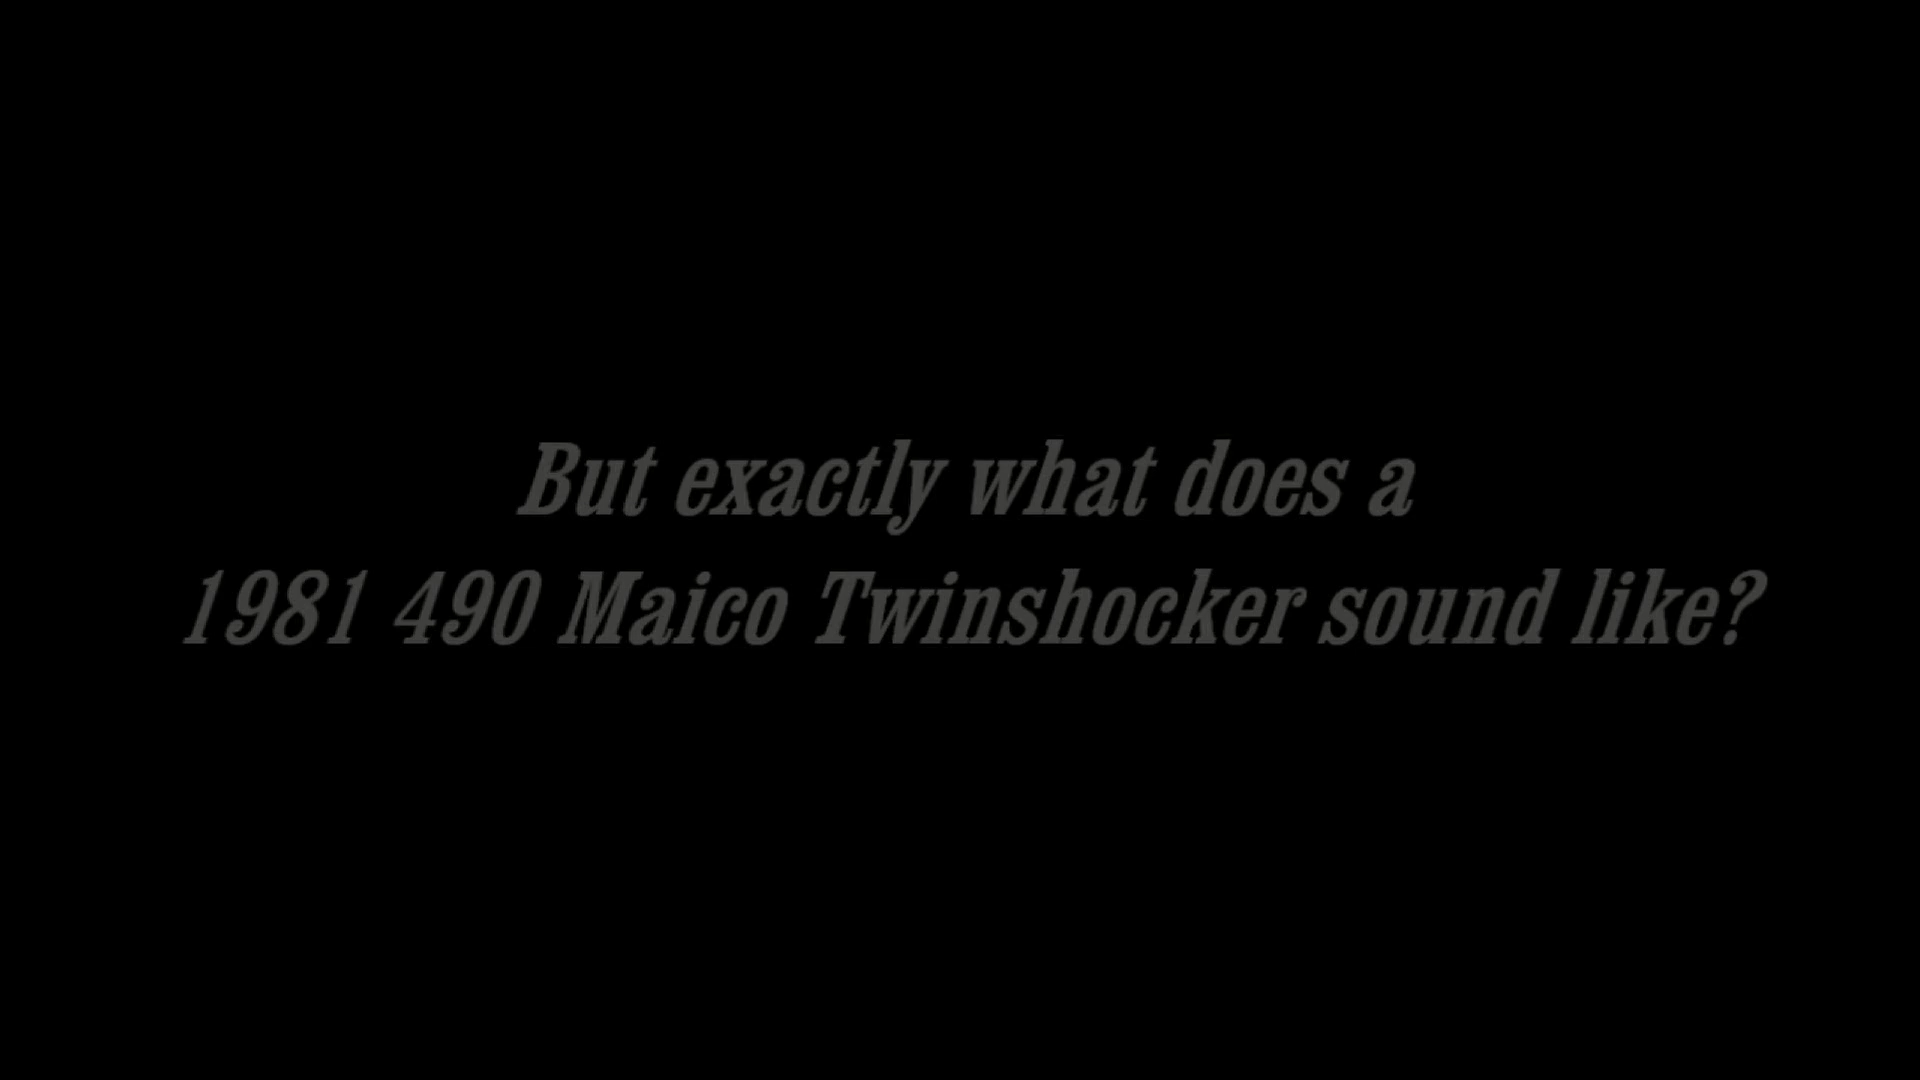 But exactly what does a
1981 490 Maico Twinshocker sound like?